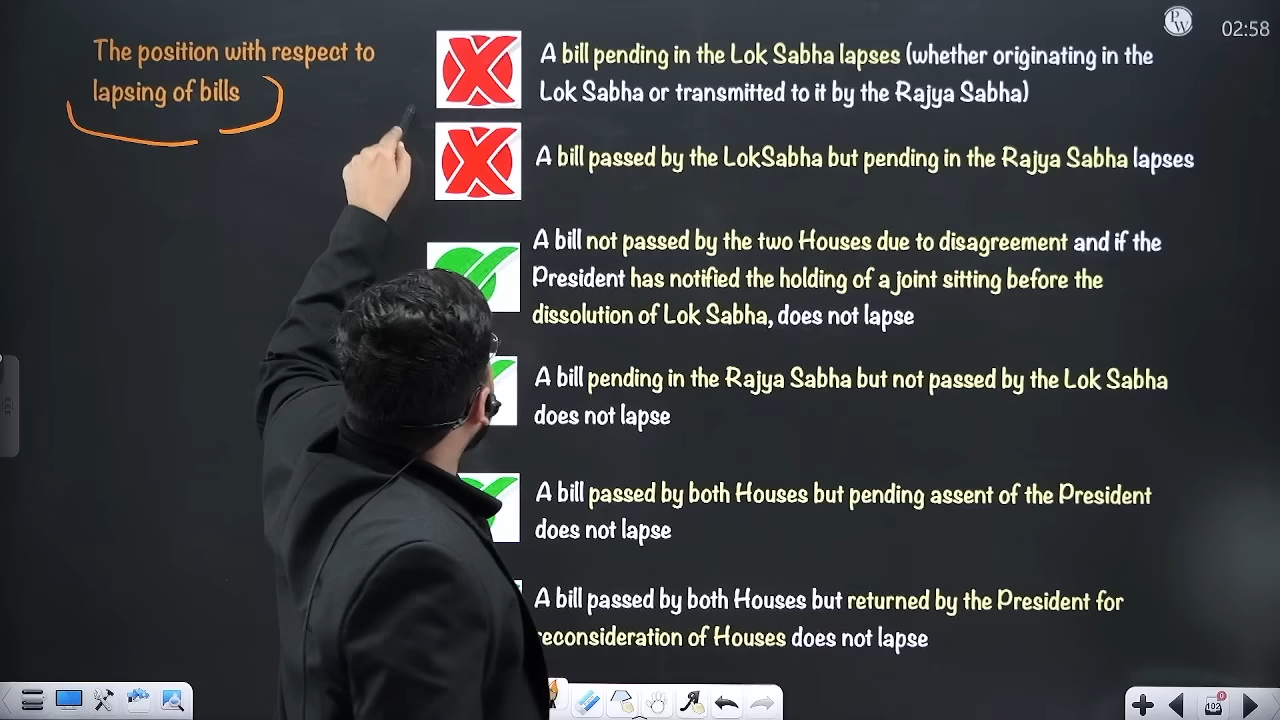 The position with respect to
lapsing of bills
PW
02:58
A bill pending in the Lok Sabha lapses (whether originating in the
Lok Sabha or transmitted to it by the Rajya Sabha)
A bill passed by the LokSabha but pending in the Rajya Sabha lapses
A bill not passed by the two Houses due to disagreement and if the
President has notified the holding of a joint sitting before the
dissolution of Lok Sabha, does not lapse
A bill pending in the Rajya Sabha but not passed by the Lok Sabha
does not lapse
A bill passed by both Houses but pending assent of the President
does not lapse
A bill passed by both Houses but returned by the President for
reconsideration of Houses does not lapse
102
0